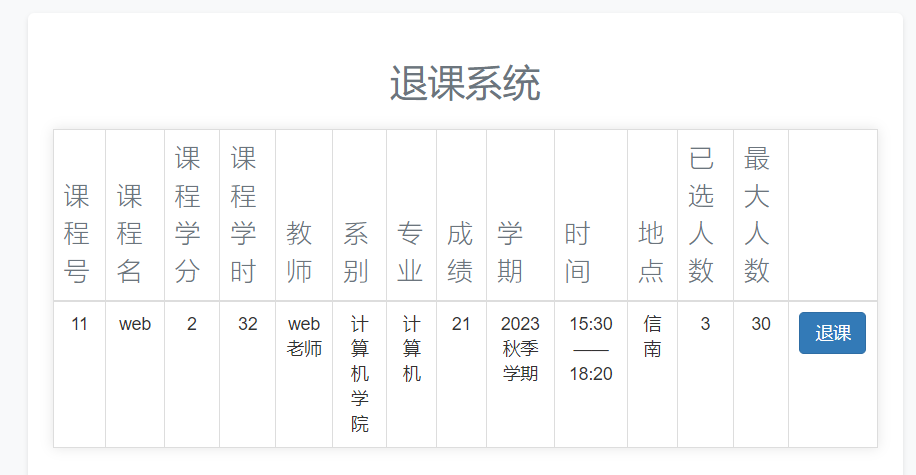 退课系统
课程号 课程名 课程学分 课程学时 教师 系别 专业 成绩 学期 时间 地点 已选人数 最大人数
11 web 2 32 web老师 计算机学院 计算机 21 2023秋季学期 15:30——18:20 信南 3 30 退课